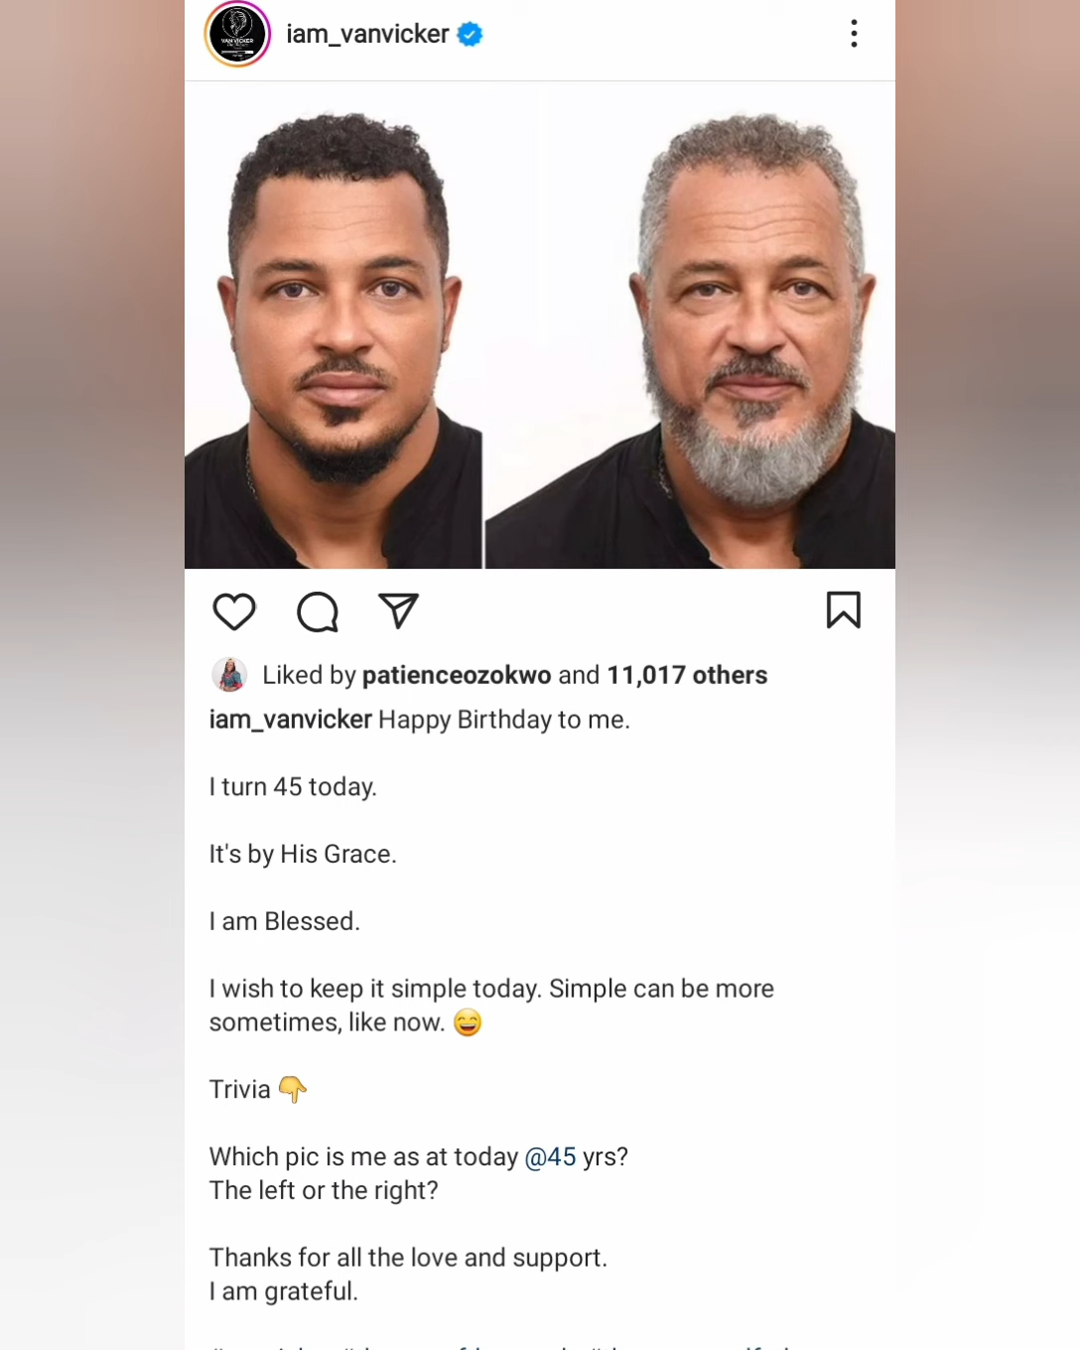 iam_vanvicker
VAN VICKER
iam_vanvicker Happy Birthday to me.
Liked by patienceozokwo and 11,017 others
I turn 45 today.
It's by His Grace.
I am Blessed.
I wish to keep it simple today. Simple can be more
sometimes, like now. 😄
Trivia 👇
Which pic is me as at today @45 yrs?
The left or the right?
Thanks for all the love and support.
I am grateful.